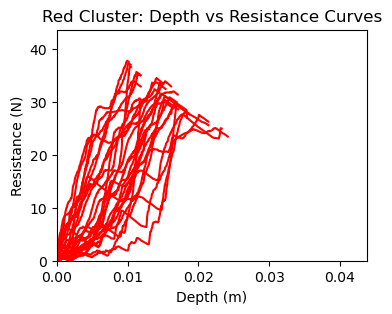 Red Cluster: Depth vs Resistance Curves
40
30
20
10
0
Resistance (N)
0.00 0.01 0.02 0.03 0.04
Depth (m)